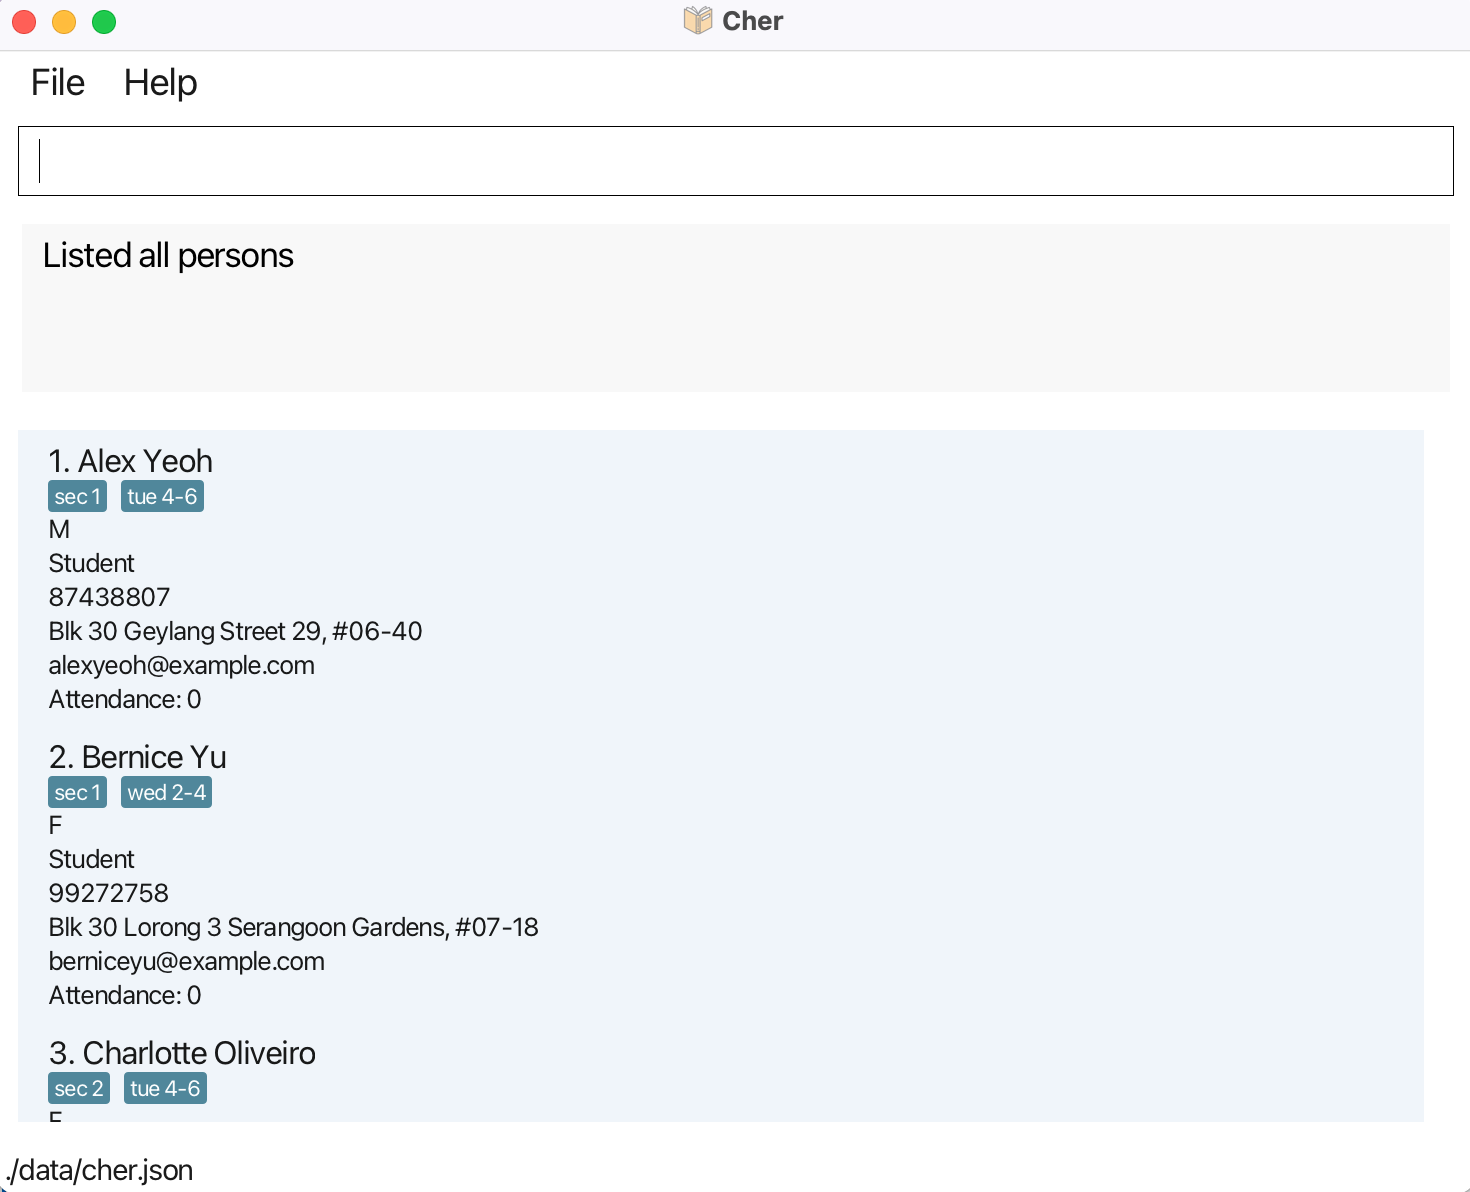 Cher
File Help
Listed all persons
1. Alex Yeoh
sec 1 tue 4-6
M
Student
87438807
Blk 30 Geylang Street 29, #06-40
alexyeoh@example.com
Attendance: 0
2. Bernice Yu
sec 1 wed 2-4
F
Student
99272758
Blk 30 Lorong 3 Serangoon Gardens, #07-18
berniceyu@example.com
Attendance: 0
3. Charlotte Oliveiro
sec 2 tue 4-6
F
./data/cher.json